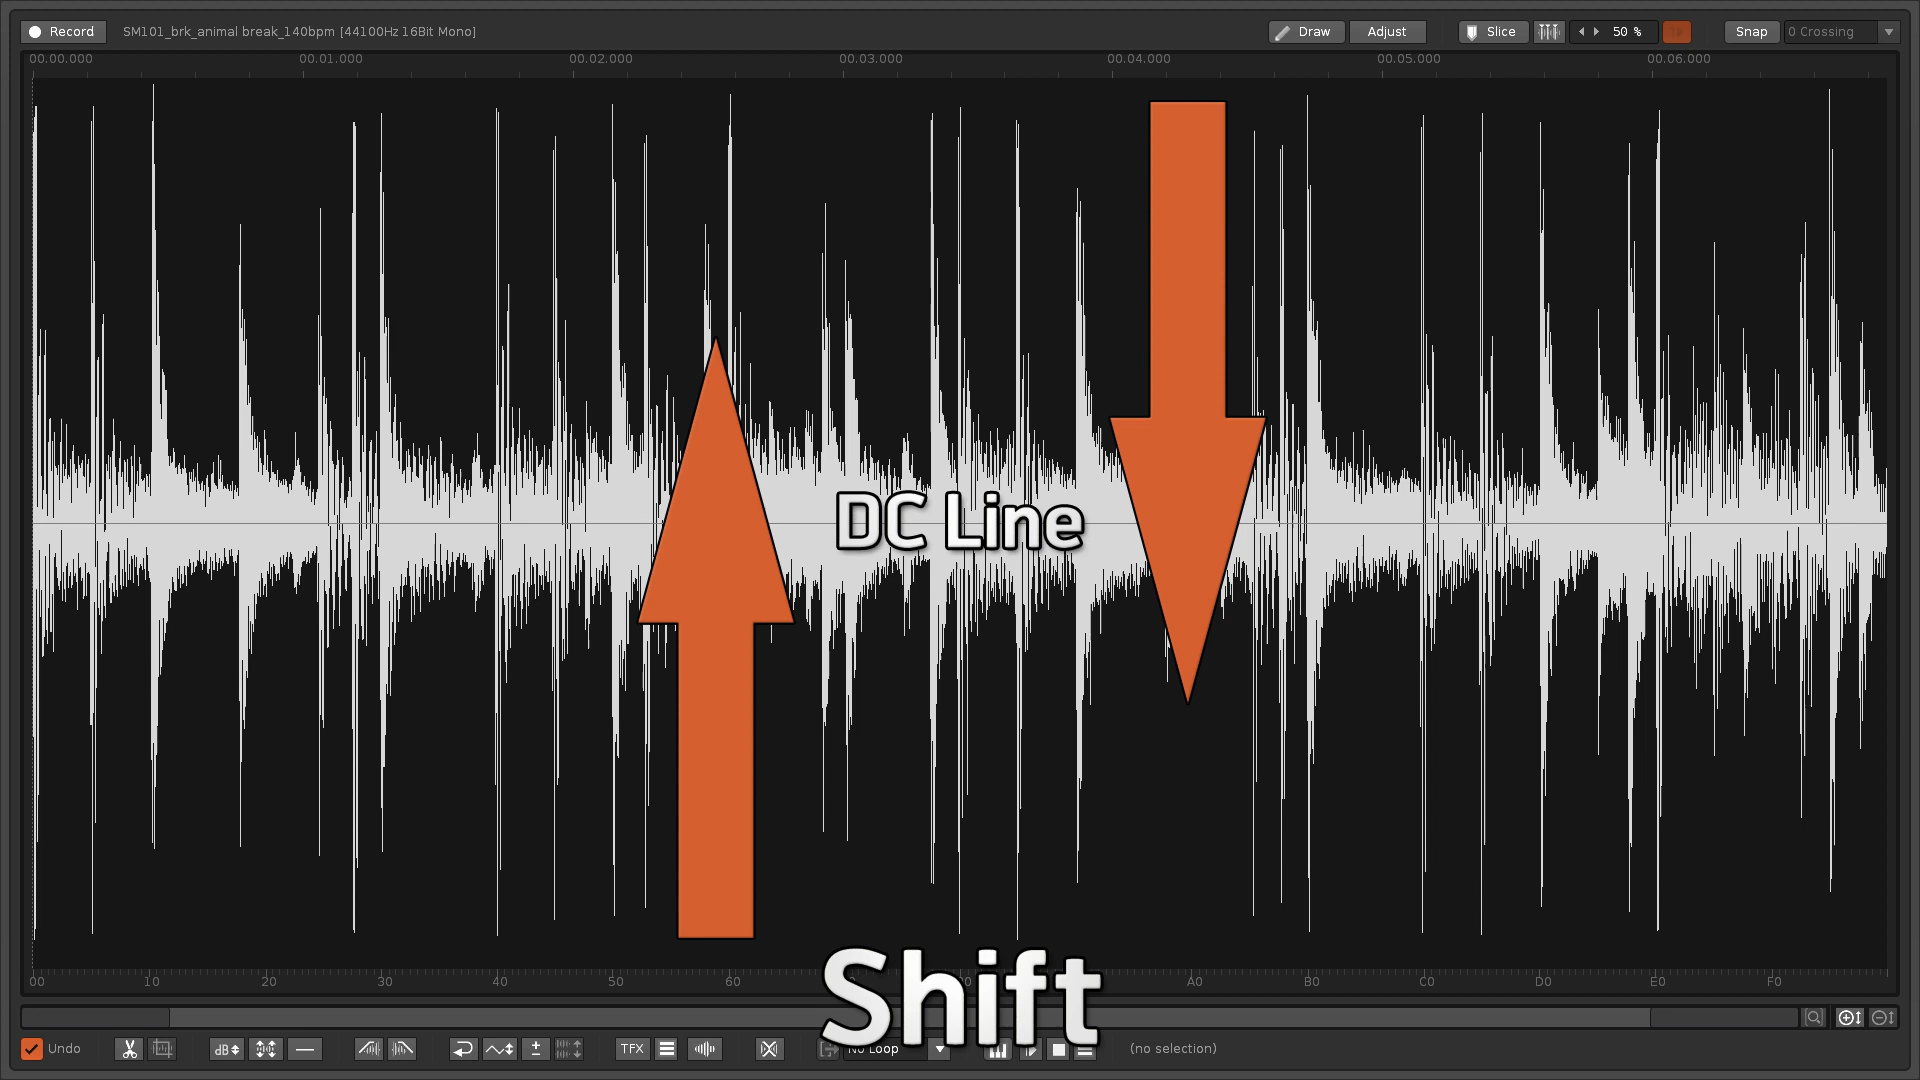 Record SM101_brk_animal break_140bpm [44100Hz 16Bit Mono] Draw Adjust Slice 50 % Snap 0 Crossing
00.00.000 00.01.000 00.02.000 00.03.000 00.04.000 00.05.000 00.06.000
DC Line
00 10 20 30 40 50 60 A0 B0 C0 D0 E0 F0
Shift
Undo dB TFX No Loop (no selection)